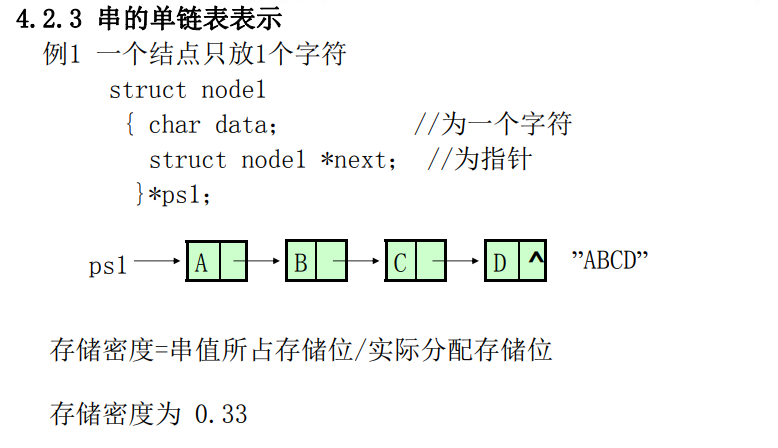 4.2.3 串的单链表表示
例1 一个结点只放1个字符
struct node1
{ char data; //为一个字符
struct node1 *next; //为指针
}*ps1;
ps1 A B C D ^ ”ABCD”
存储密度=串值所占存储位/实际分配存储位
存储密度为 0.33